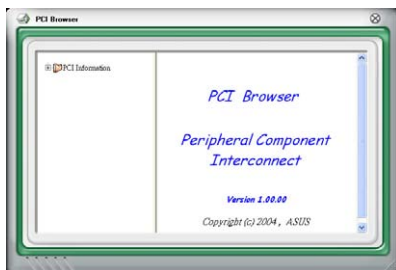 PCI Browser
PCI Information
PCI Browser
Peripheral Component
Interconnect
Version 1.00.00
Copyright (c) 2004, ASUS